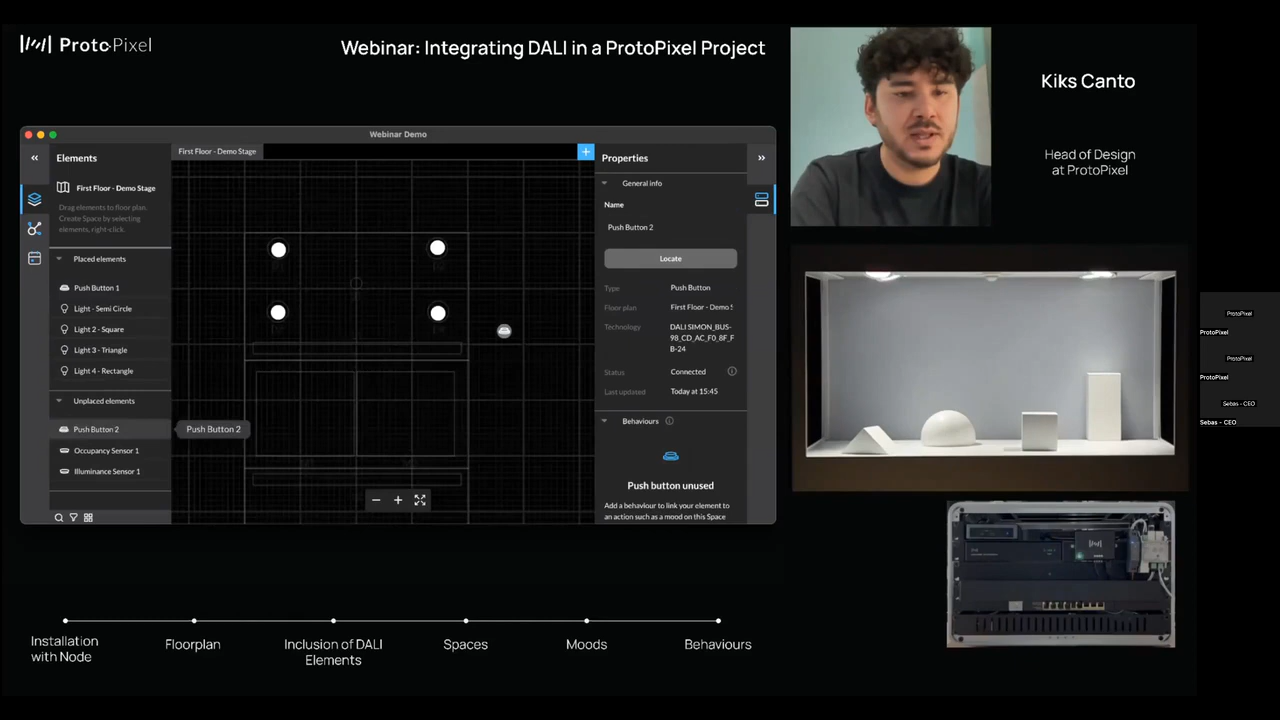 Proto·Pixel
Webinar: Integrating DALI in a ProtoPixel Project
Kiks Canto
Head of Design
at ProtoPixel
Webinar Demo
Elements
First Floor - Demo Stage
Drag elements to floor plan.
Create Space by selecting
elements, right-click.
Placed elements
Push Button 1
Light - Semi Circle
Light 2 - Square
Light 3 - Triangle
Light 4 - Rectangle
Unplaced elements
Push Button 2
Occupancy Sensor 1
Illuminance Sensor 1
First Floor - Demo Stage
Push Button 2
Properties
General info
Name
Push Button 2
Locate
Type Push Button
Floor plan First Floor - Demo S
Technology DALI SIMON_BUS-
98_CD_AC_F0_8F_F
B-24
Status Connected
Last updated Today at 15:45
Behaviours
Push button unused
Add a behaviour to link your element
to an action such as a mood on this Space
ProtoPixel
ProtoPixel
ProtoPixel
ProtoPixel
Sebas - CEO
Sebas - CEO
Installation
with Node
Floorplan
Inclusion of DALI
Elements
Spaces
Moods
Behaviours